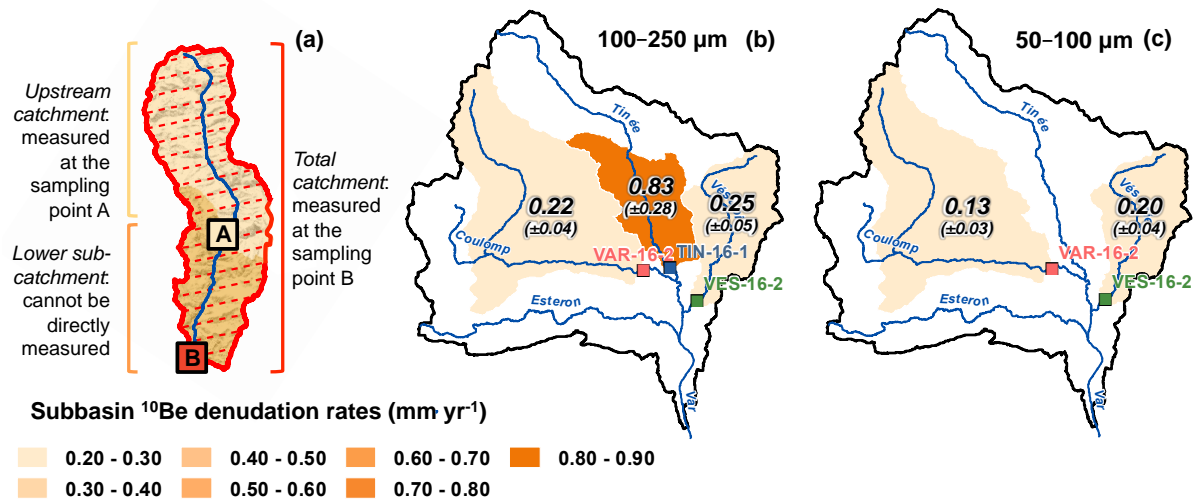 (a)
Upstream
catchment:
measured
at the
sampling
point A
Lower sub-
catchment:
cannot be
directly
measured
A
B
Total
catchment:
measured
at the
sampling
point B
100–250 µm (b)
Tinée
0.83
(±0.28)
0.22
(±0.04)
0.25
(±0.05)
Coulomp
VAR-16-2
TIN-16-1
VES-16-2
Esteron
Var
50–100 µm (c)
Tinée
0.13
(±0.03)
0.20
(±0.04)
Coulomp
VAR-16-2
VES-16-2
Esteron
Var
Subbasin ¹⁰Be denudation rates (mm yr⁻¹)
0.20 - 0.30
0.40 - 0.50
0.60 - 0.70
0.80 - 0.90
0.30 - 0.40
0.50 - 0.60
0.70 - 0.80